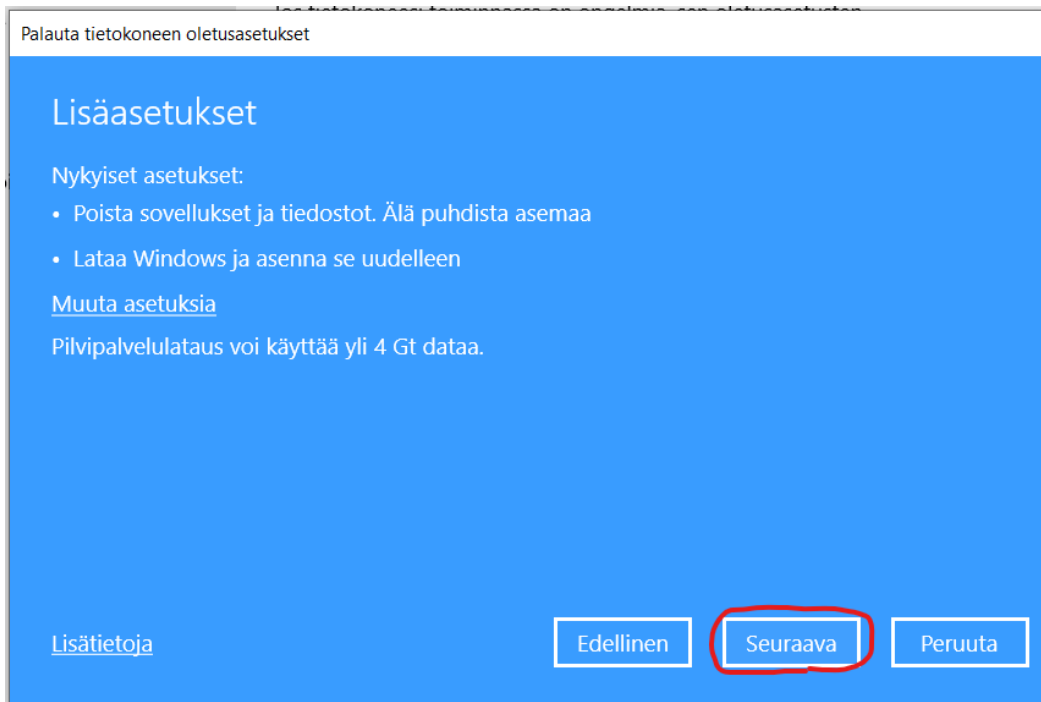 Palauta tietokoneen oletusasetukset
Lisäasetukset
Nykyiset asetukset:
• Poista sovellukset ja tiedostot. Älä puhdista asemaa
• Lataa Windows ja asenna se uudelleen
Muuta asetuksia
Pilvipalvelulataus voi käyttää yli 4 Gt dataa.
Lisätietoja
Edellinen
Seuraava
Peruuta